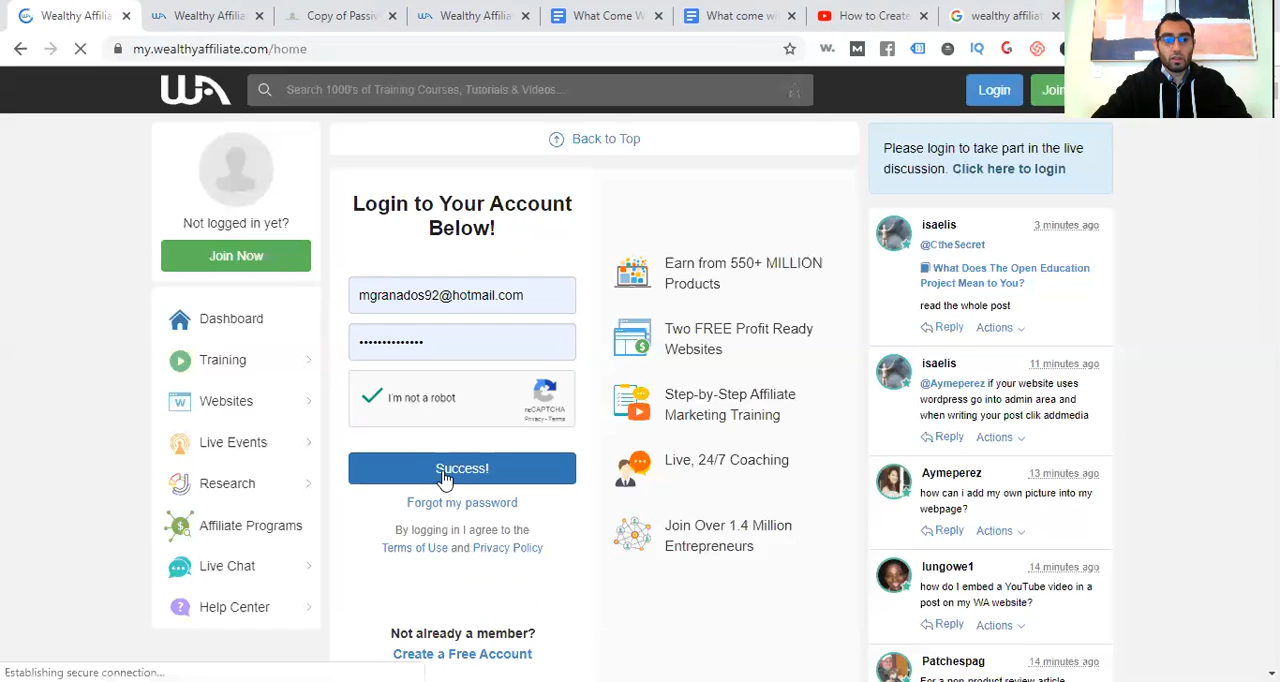 Wealthy Affilia
Wealthy Affilia
Copy of Passiv
Wealthy Affilia
What Come W
What come w
How to Create
wealthy affiliat
my.wealthyaffiliate.com/home
WA
Search 1000's of Training Courses, Tutorials & Videos...
Login
Join
Not logged in yet?
Join Now
Dashboard
Training
Websites
Live Events
Research
Affiliate Programs
Live Chat
Help Center
Back to Top
Login to Your Account
Below!
mgranados92@hotmail.com
I'm not a robot
reCAPTCHA
Privacy - Terms
Success!
Forgot my password
By logging in I agree to the
Terms of Use and Privacy Policy
Not already a member?
Create a Free Account
Earn from 550+ MILLION
Products
Two FREE Profit Ready
Websites
Step-by-Step Affiliate
Marketing Training
Live, 24/7 Coaching
Join Over 1.4 Million
Entrepreneurs
Please login to take part in the live
discussion. Click here to login
isaelis 3 minutes ago
@CtheSecret
What Does The Open Education
Project Mean to You?
read the whole post
Reply Actions
isaelis 11 minutes ago
@Aymeperez if your website uses
wordpress go into admin area and
when writing your post clik addmedia
Reply Actions
Aymeperez 13 minutes ago
how can i add my own picture into my
webpage?
Reply Actions
lungowe1 14 minutes ago
how do I embed a YouTube video in a
post on my WA website?
Reply Actions
Patchespag 14 minutes ago
For a non-product review article
Establishing secure connection...